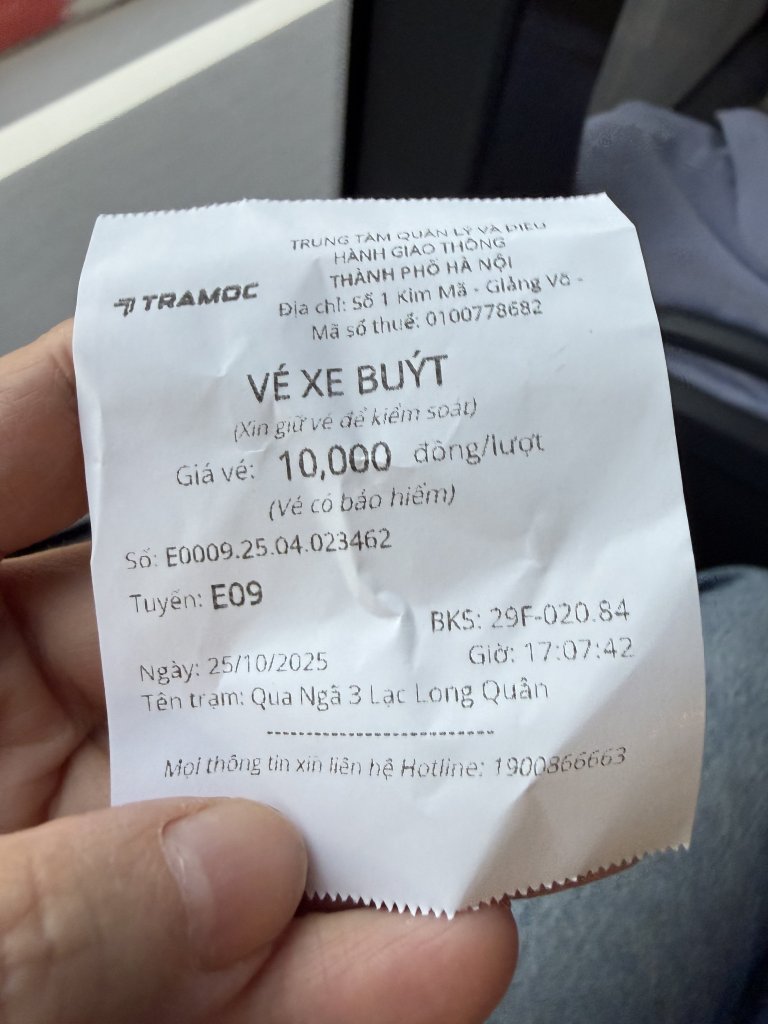 TRUNG TÂM QUẢN LÝ VÀ ĐIỀU
HÀNH GIAO THÔNG
THÀNH PHỐ HÀ NỘI
TRAMOC
Địa chỉ: Số 1 Kim Mã - Giảng Võ -
Mã số thuế: 0100778682
VÉ XE BUÝT
(Xin giữ vé để kiểm soát)
Giá vé: 10,000 đồng/lượt
(Vé có bảo hiểm)
Số: E0009.25.04.023462
Tuyến: E09
BKS: 29F-020.84
Ngày: 25/10/2025 Giờ: 17:07:42
Tên trạm: Qua Ngã 3 Lạc Long Quân
--------------------------------
Mọi thông tin xin liên hệ Hotline: 1900866663